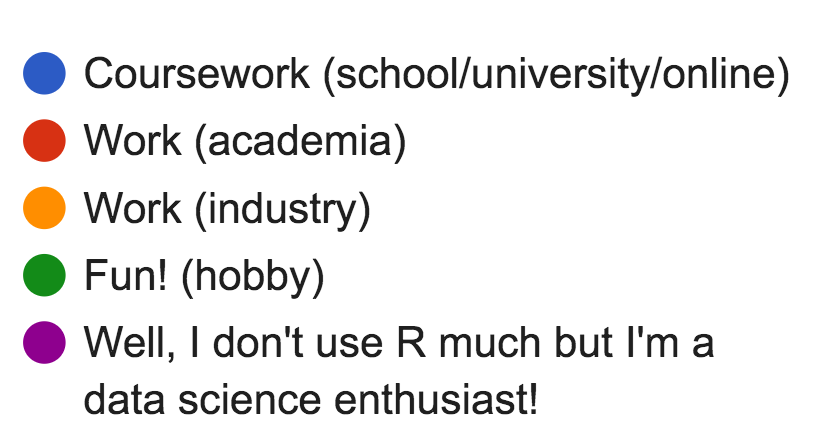 Coursework (school/university/online)
Work (academia)
Work (industry)
Fun! (hobby)
Well, I don't use R much but I'm a
data science enthusiast!